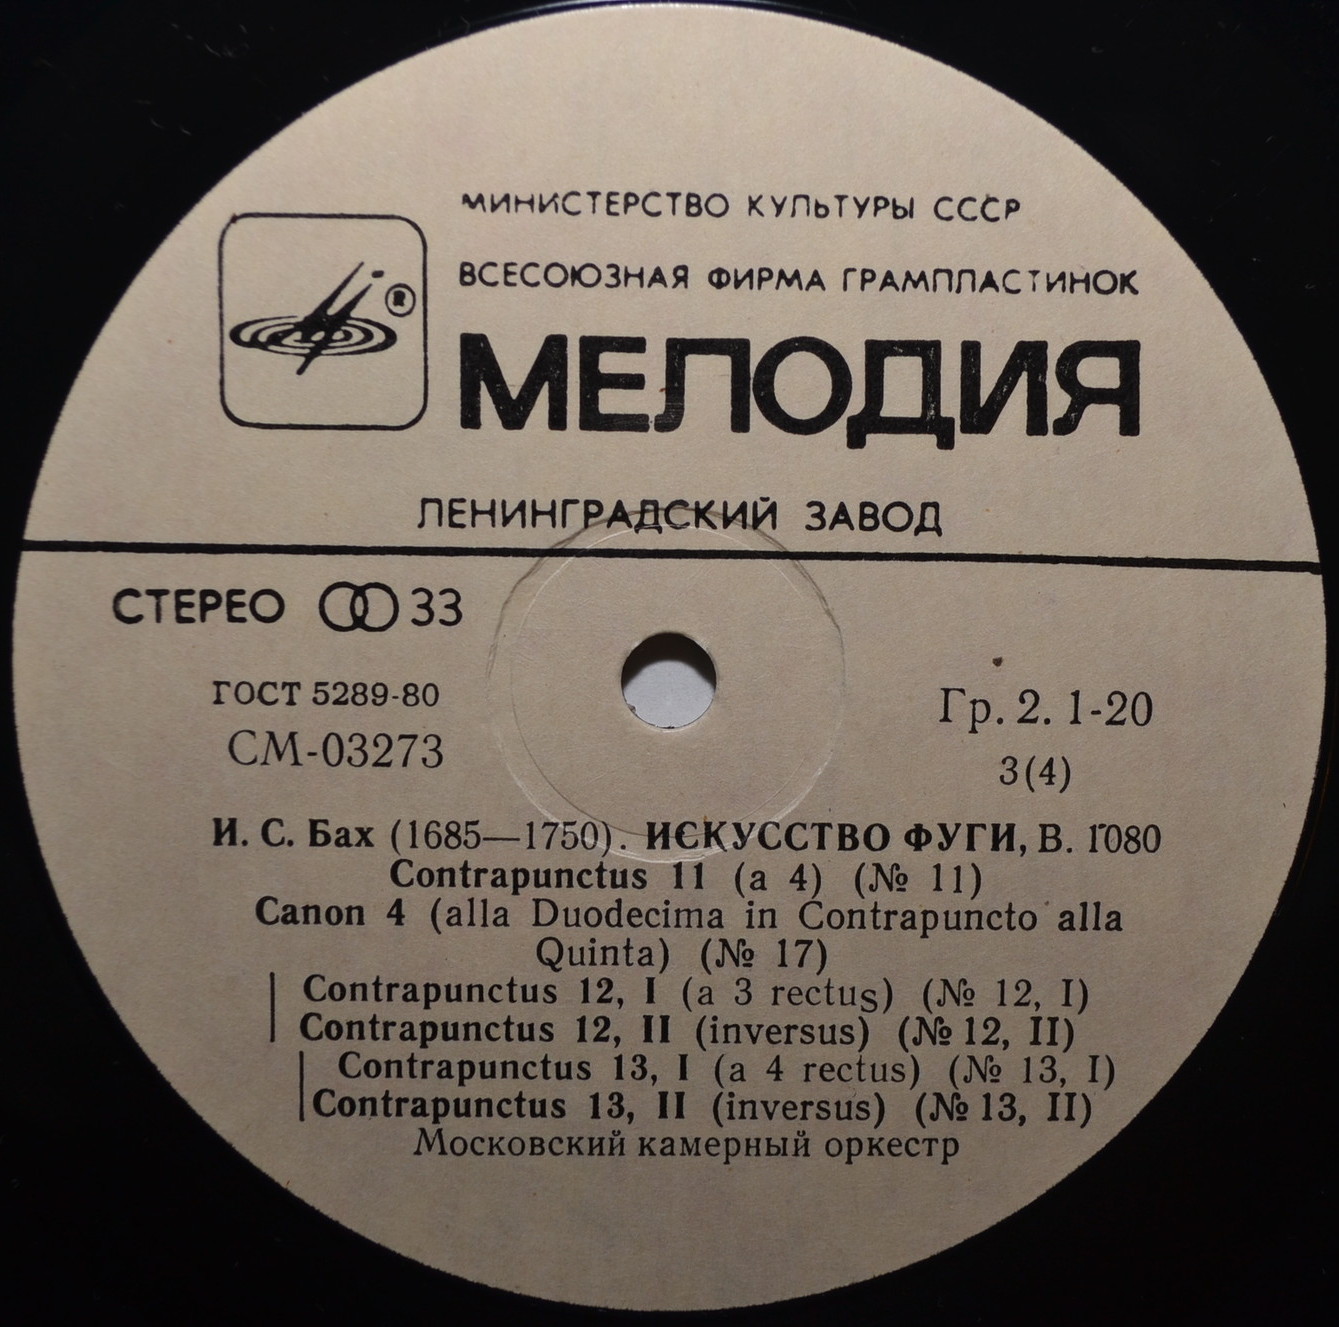 МИНИСТЕРСТВО КУЛЬТУРЫ СССР
ВСЕСОЮЗНАЯ ФИРМА ГРАМПЛАСТИНОК
®
МЕЛОДИЯ
ЛЕНИНГРАДСКИЙ ЗАВОД
СТЕРЕО 33
ГОСТ 5289-80
СМ-03273
Гр. 2. 1-20
3(4)
И. С. Бах (1685—1750). ИСКУССТВО ФУГИ, В. 1080
Contrapunctus 11 (a 4) (№ 11)
Canon 4 (alla Duodecima in Contrapuncto alla
Quinta) (№ 17)
Contrapunctus 12, I (a 3 rectus) (№ 12, I)
Contrapunctus 12, II (inversus) (№ 12, II)
Contrapunctus 13, I (a 4 rectus) (№ 13, I)
Contrapunctus 13, II (inversus) (№ 13, II)
Московский камерный оркестр